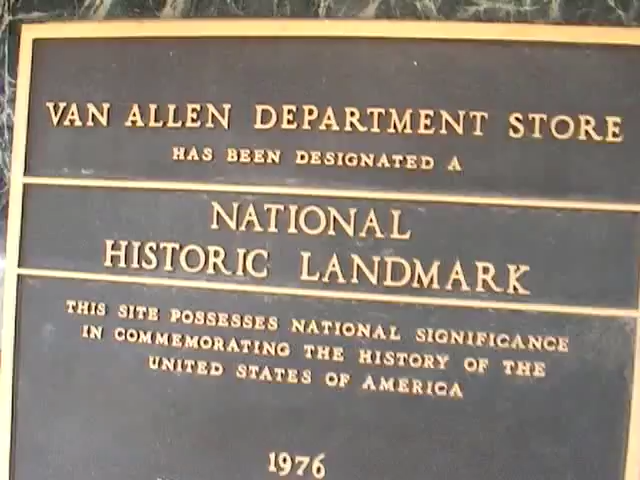 VAN ALLEN DEPARTMENT STORE
HAS BEEN DESIGNATED A
NATIONAL
HISTORIC LANDMARK
THIS SITE POSSESSES NATIONAL SIGNIFICANCE
IN COMMEMORATING THE HISTORY OF THE
UNITED STATES OF AMERICA
1976